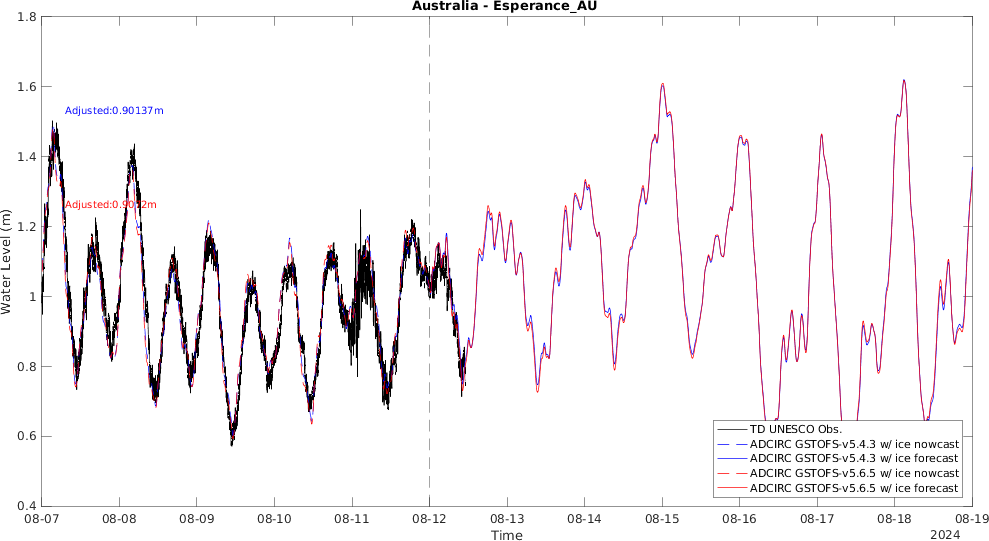 Australia - Esperance_AU
1.8
1.6
1.4
1.2
1
0.8
0.6
0.4
Water Level (m)
Adjusted:0.90137m
TD UNESCO Obs.
ADCIRC GSTOFS-v5.4.3 w/ ice nowcast
ADCIRC GSTOFS-v5.4.3 w/ ice forecast
ADCIRC GSTOFS-v5.6.5 w/ ice nowcast
ADCIRC GSTOFS-v5.6.5 w/ ice forecast
08-07 08-08 08-09 08-10 08-11 08-12 08-13 08-14 08-15 08-16 08-17 08-18 08-19
Time
2024